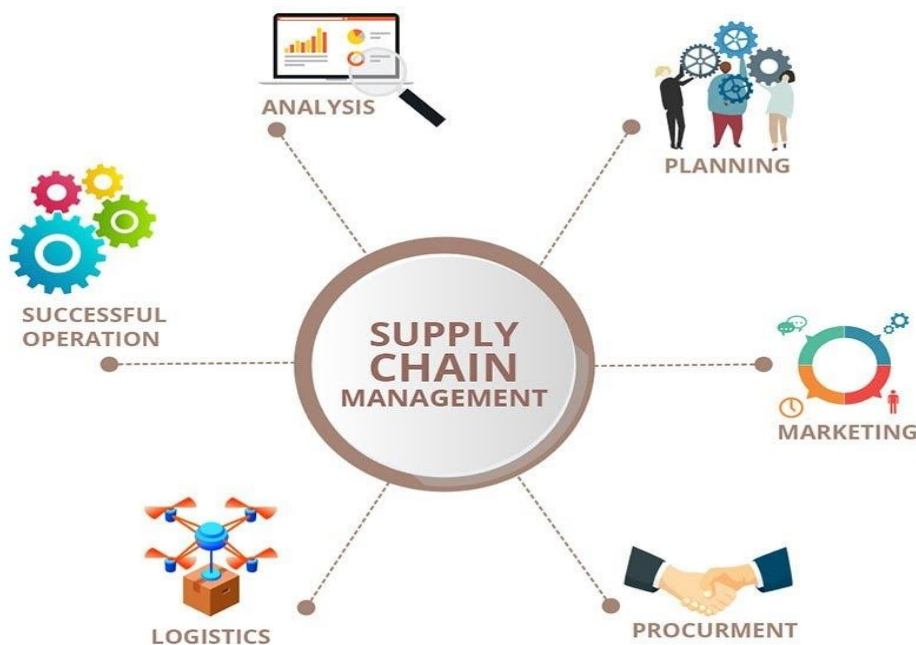 ANALYSIS
PLANNING
SUCCESSFUL
OPERATION
SUPPLY
CHAIN
MANAGEMENT
MARKETING
LOGISTICS
PROCURMENT